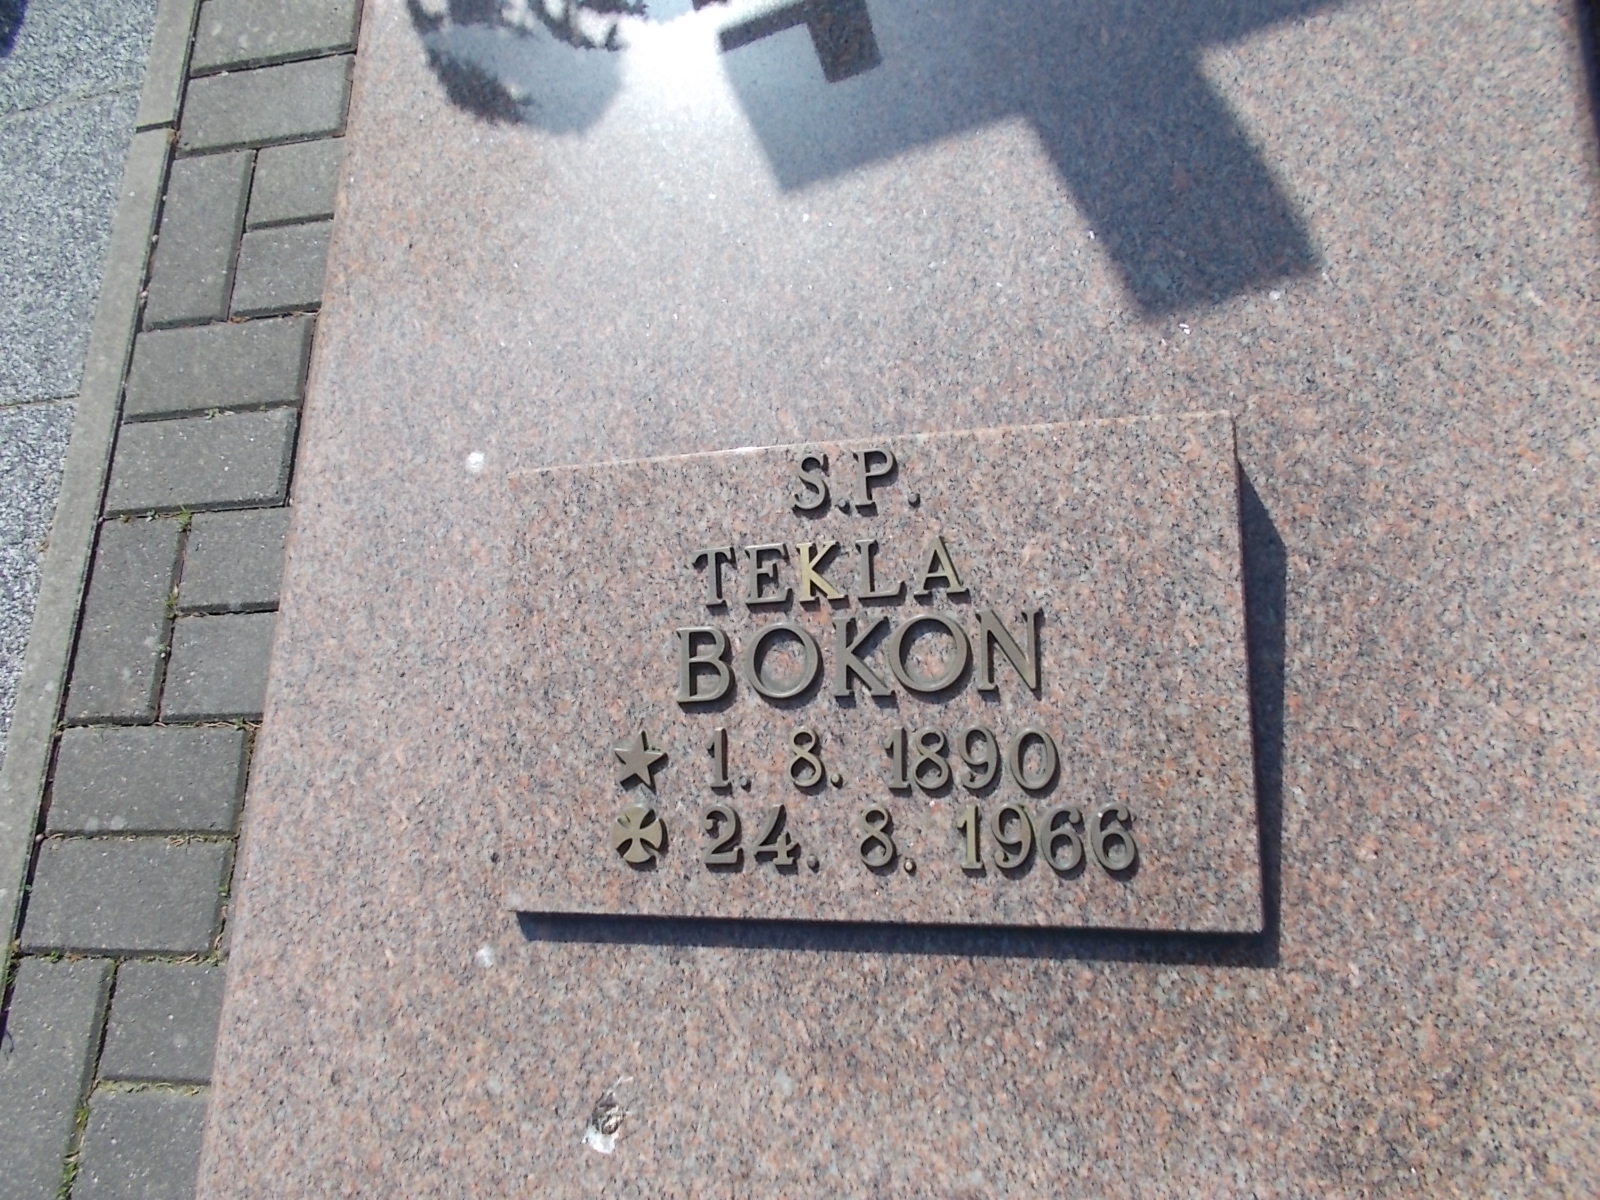 S.P.
TEKLA
BOKON
★ 1. 8. 1890
✠ 24. 8. 1966